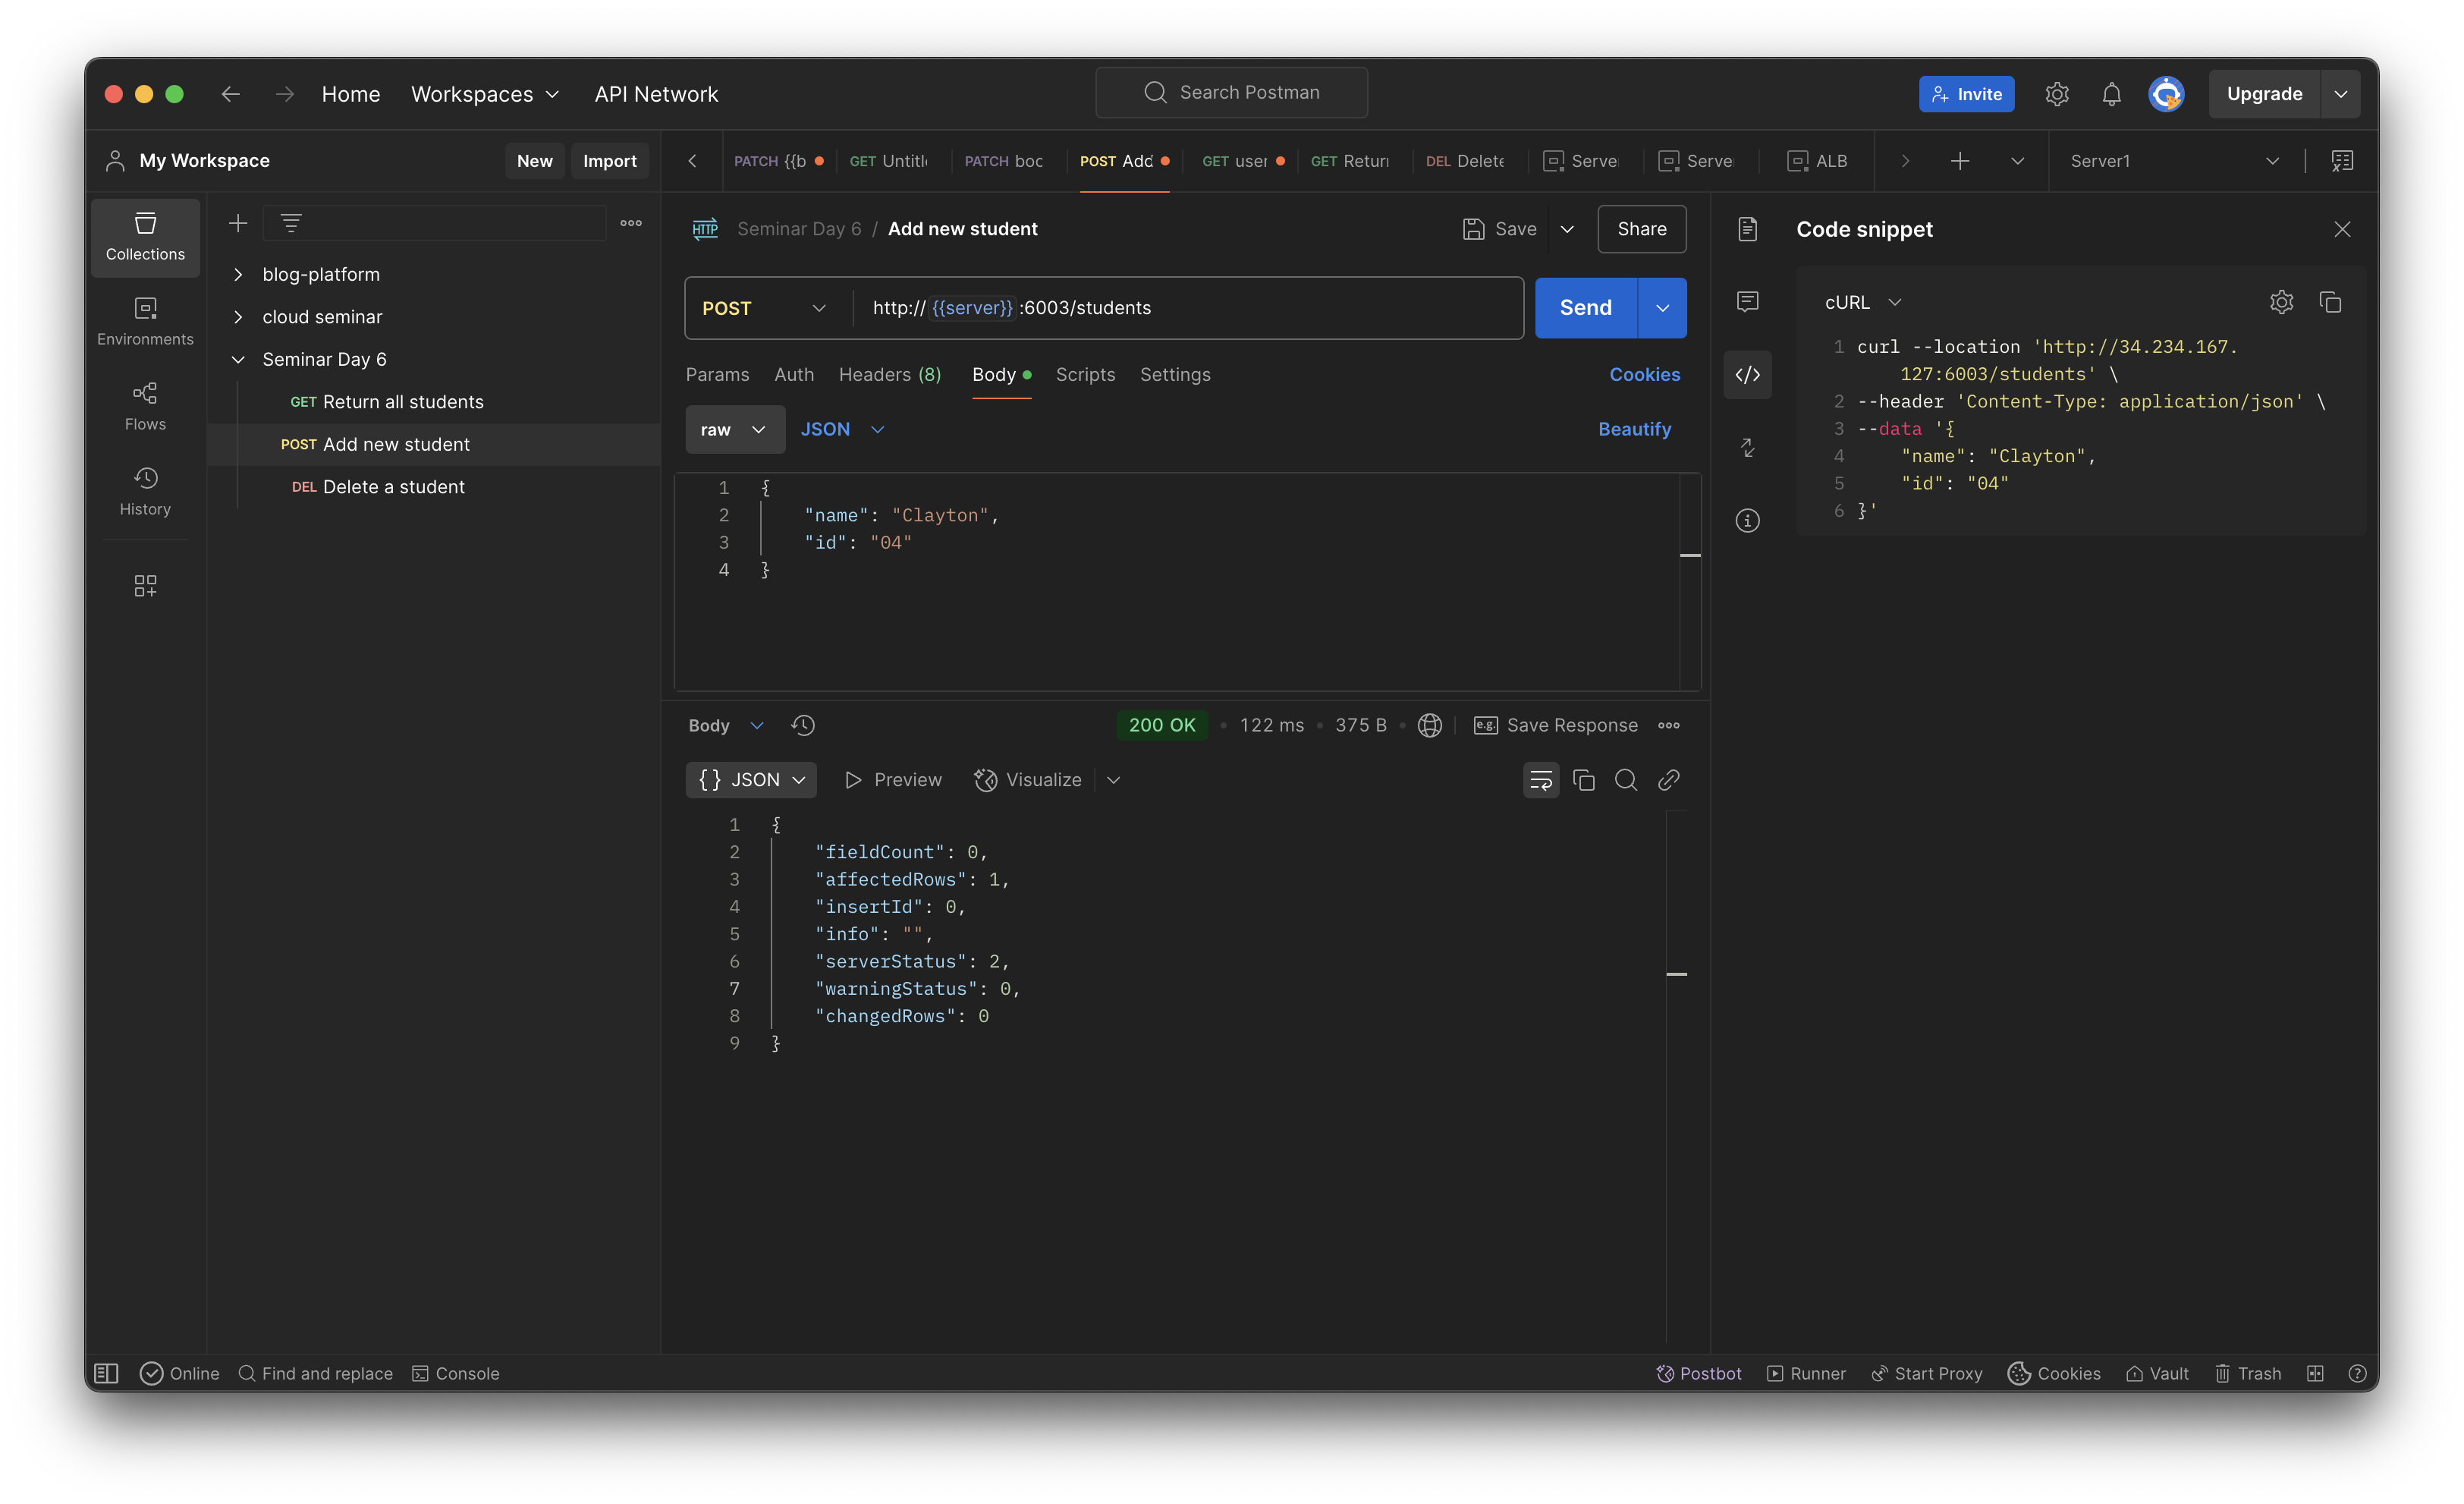 Home
Workspaces
API Network
Search Postman
Invite
Upgrade
My Workspace
New
Import
PATCH {{b
GET Untitl
PATCH boc
POST Add
GET user
GET Return
DEL Delete
Serve
Serve
ALB
Server1
Collections
Environments
Flows
History
blog-platform
cloud seminar
Seminar Day 6
GET Return all students
POST Add new student
DEL Delete a student
HTTP
Seminar Day 6 / Add new student
Save
Share
POST
http://{{server}}:6003/students
Send
Params
Auth
Headers (8)
Body
Scripts
Settings
Cookies
raw
JSON
Beautify
1 {
2 "name": "Clayton",
3 "id": "04"
4 }
Body
200 OK
122 ms
375 B
e.g.
Save Response
{} JSON
Preview
Visualize
1 {
2 "fieldCount": 0,
3 "affectedRows": 1,
4 "insertId": 0,
5 "info": "",
6 "serverStatus": 2,
7 "warningStatus": 0,
8 "changedRows": 0
9 }
Code snippet
cURL
1 curl --location 'http://34.234.167.
127:6003/students' \
2 --header 'Content-Type: application/json' \
3 --data '{
4 "name": "Clayton",
5 "id": "04"
6 }'
Online
Find and replace
Console
Postbot
Runner
Start Proxy
Cookies
Vault
Trash